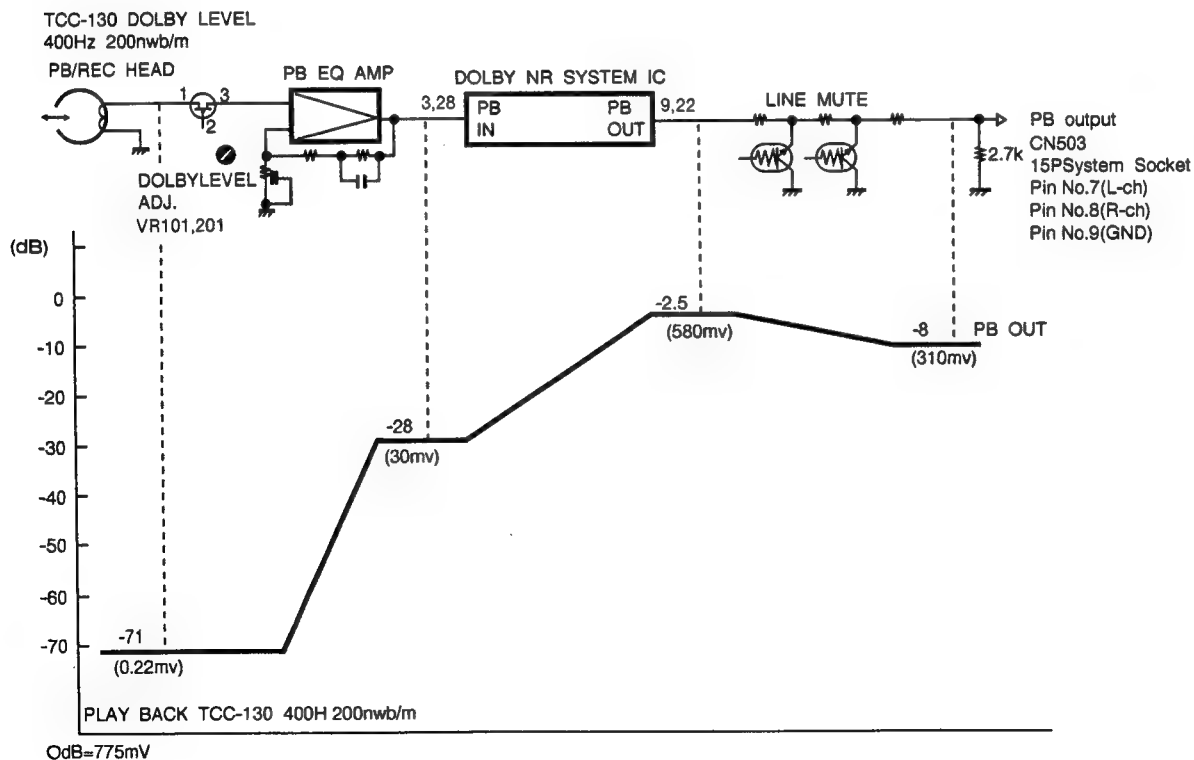 TCC-130 DOLBY LEVEL
400Hz 200nwb/m
PB/REC HEAD
1
3
2
PB EQ AMP
3,28
DOLBY NR SYSTEM IC
PB
IN
PB
OUT
9,22
LINE MUTE
PB output
CN503
15PSystem Socket
Pin No.7(L-ch)
Pin No.8(R-ch)
Pin No.9(GND)
2.7k
DOLBYLEVEL
ADJ.
VR101,201
(dB)
0
-10
-20
-30
-40
-50
-60
-70
-2.5
(580mv)
-8
(310mv)
PB OUT
-28
(30mv)
-71
(0.22mv)
PLAY BACK TCC-130 400H 200nwb/m
OdB=775mV